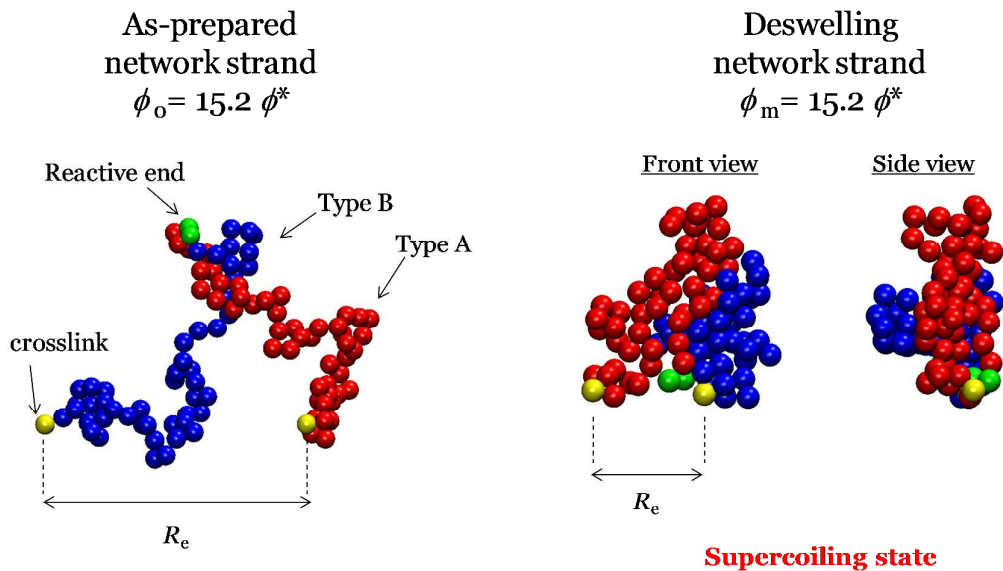 As-prepared
network strand
ϕo= 15.2 ϕ*
Deswelling
network strand
ϕm= 15.2 ϕ*
Reactive end
Type B
Type A
crosslink
Re
Front view
Side view
Re
Supercoiling state